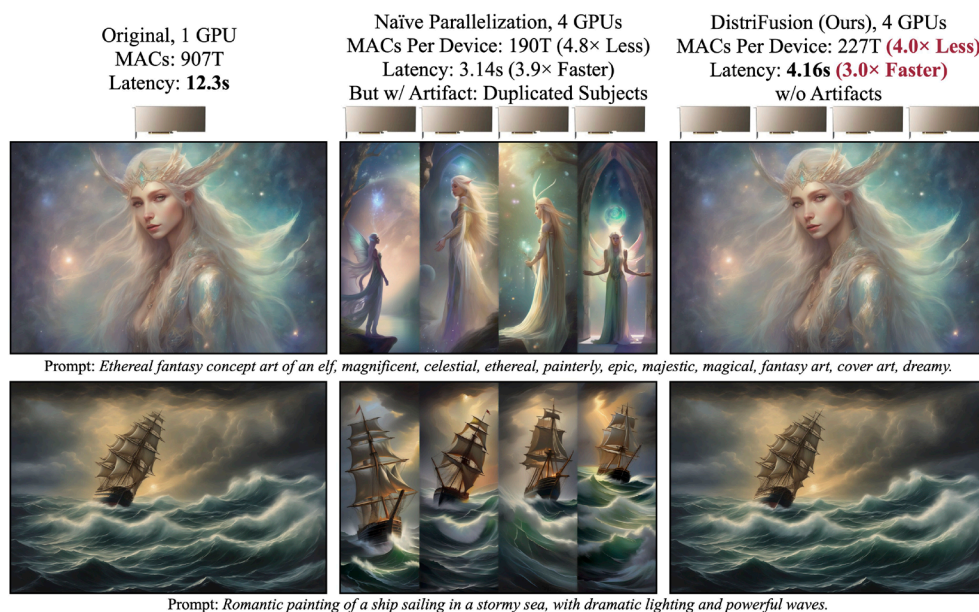 Original, 1 GPU
MACs: 907T
Latency: 12.3s
Naïve Parallelization, 4 GPUs
MACs Per Device: 190T (4.8× Less)
Latency: 3.14s (3.9× Faster)
But w/ Artifact: Duplicated Subjects
DistriFusion (Ours), 4 GPUs
MACs Per Device: 227T (4.0× Less)
Latency: 4.16s (3.0× Faster)
w/o Artifacts
Prompt: Ethereal fantasy concept art of an elf, magnificent, celestial, ethereal, painterly, epic, majestic, magical, fantasy art, cover art, dreamy.
Prompt: Romantic painting of a ship sailing in a stormy sea, with dramatic lighting and powerful waves.